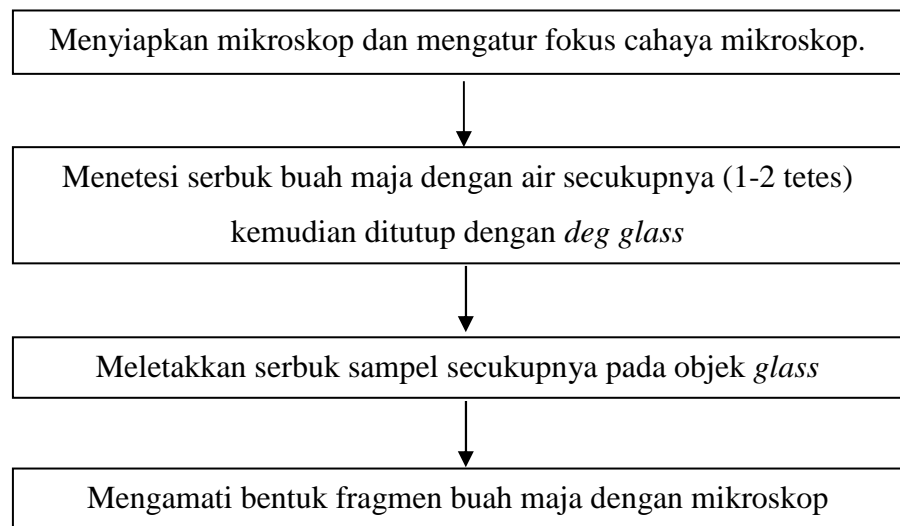 Menyiapkan mikroskop dan mengatur fokus cahaya mikroskop.
Menetesi serbuk buah maja dengan air secukupnya (1-2 tetes)
kemudian ditutup dengan deg glass
Meletakkan serbuk sampel secukupnya pada objek glass
Mengamati bentuk fragmen buah maja dengan mikroskop